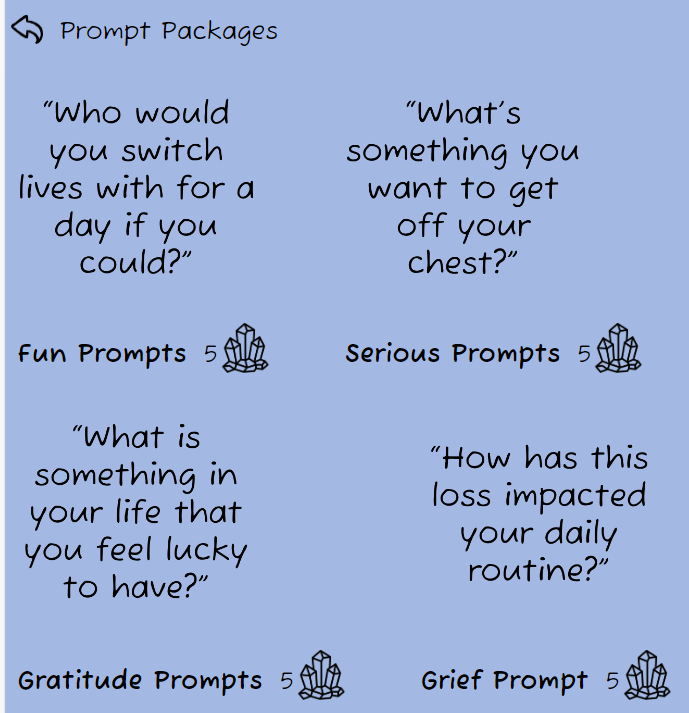 Prompt Packages
“Who would
you switch
lives with for a
day if you
could?”
Fun Prompts 5
“What's
something you
want to get
off your
chest?”
Serious Prompts 5
“What is
something in
your life that
you feel lucky
to have?”
Gratitude Prompts 5
“How has this
loss impacted
your daily
routine?”
Grief Prompt 5